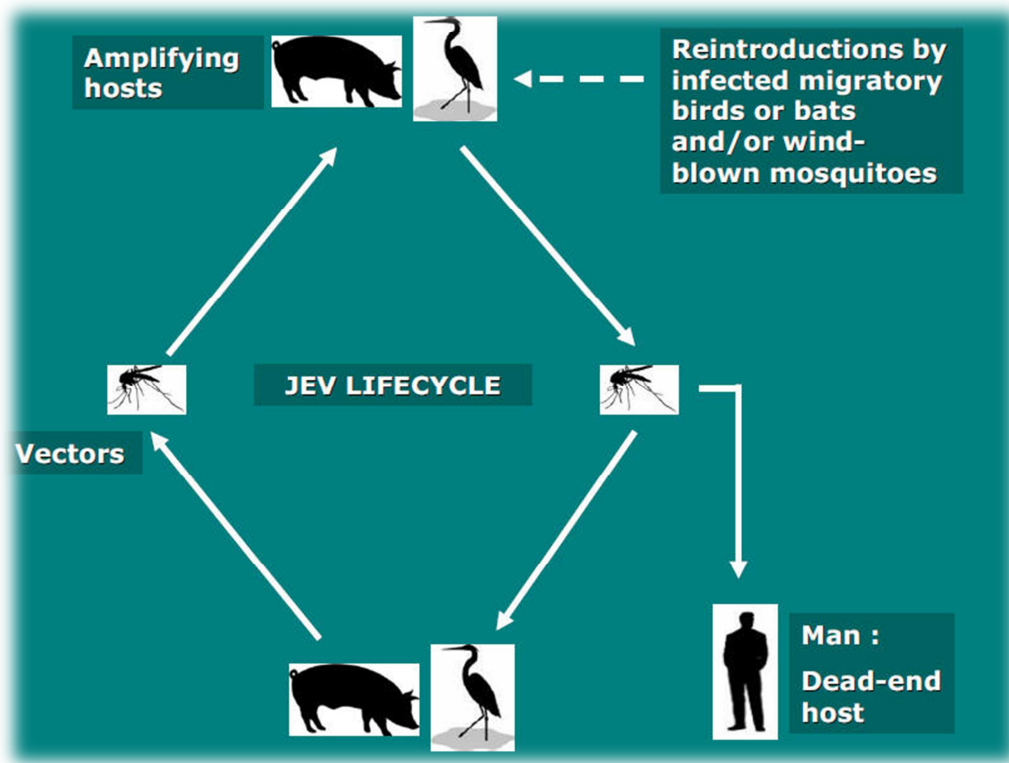 Amplifying
hosts
Reintroductions by
infected migratory
birds or bats
and/or wind-
blown mosquitoes
JEV LIFECYCLE
Vectors
Man :
Dead-end
host